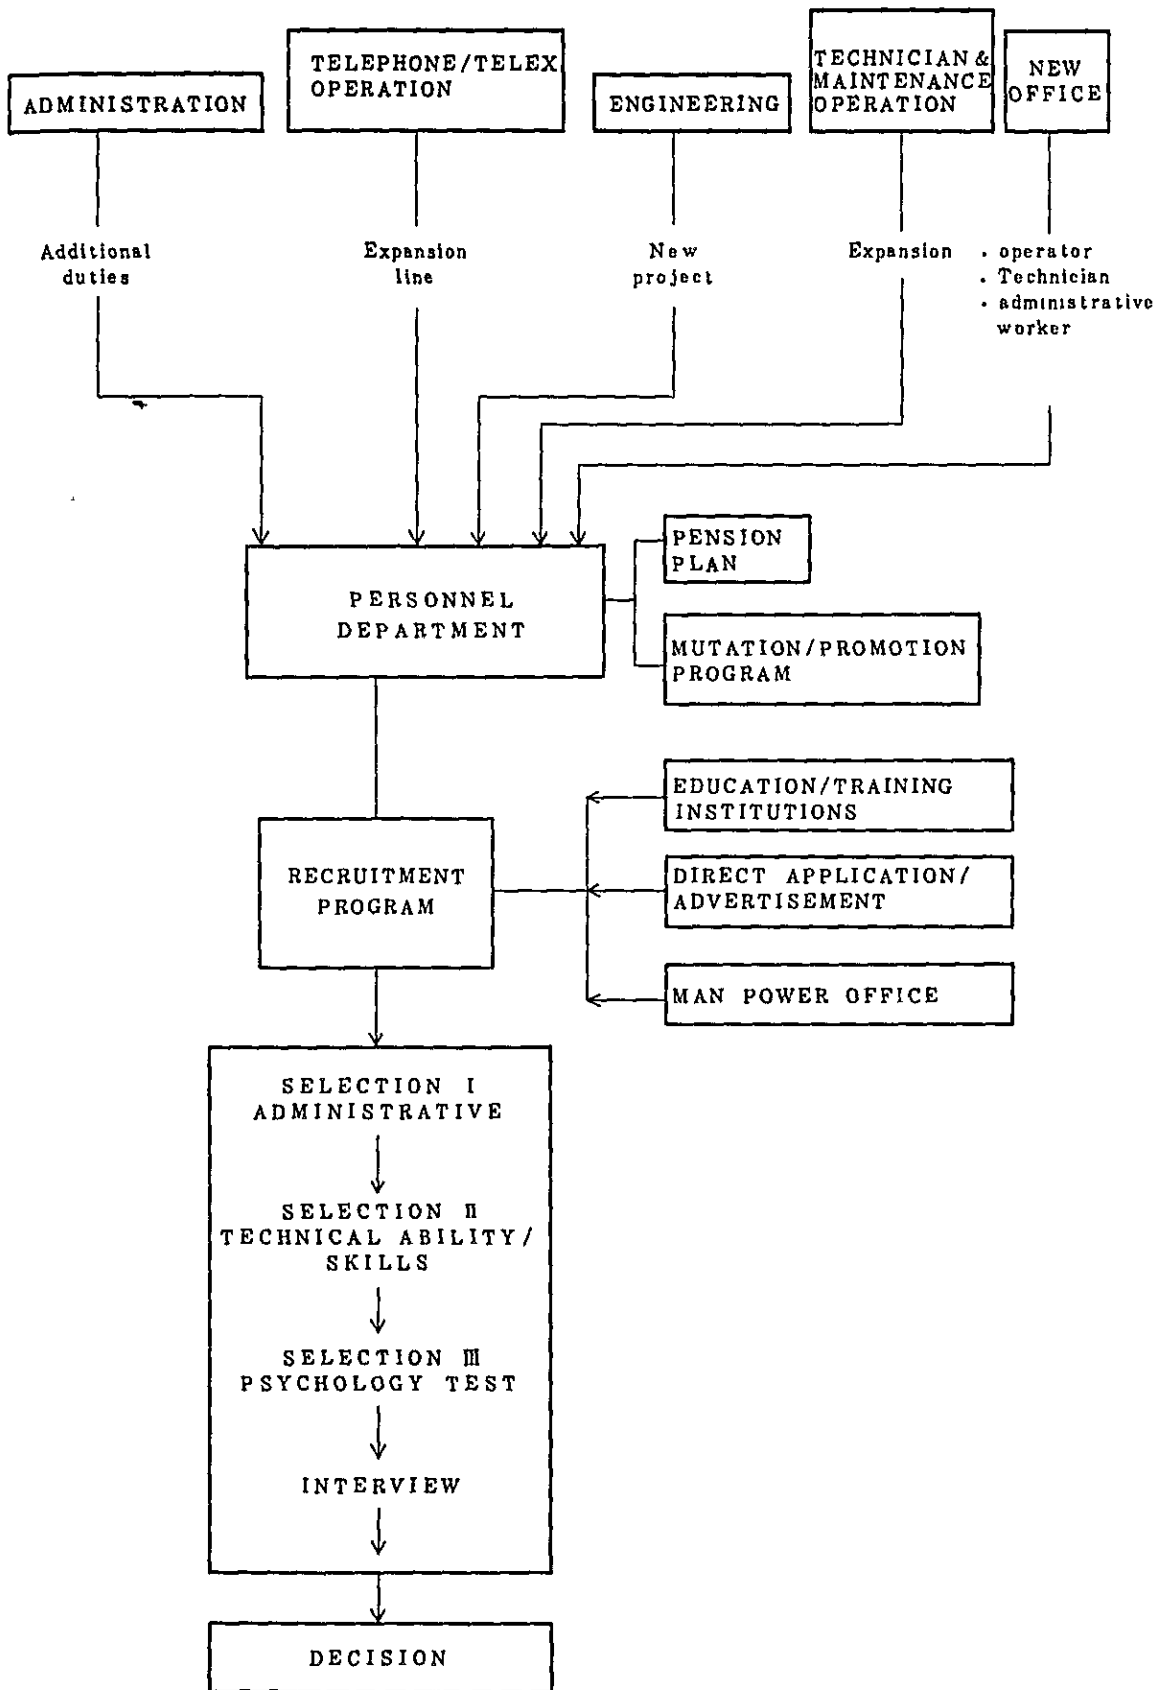 ADMINISTRATION
TELEPHONE/TELEX
OPERATION
ENGINEERING
TECHNICIAN &
MAINTENANCE
OPERATION
NEW
OFFICE
Additional
duties
Expansion
line
New
project
Expansion
. operator
. Technician
. administrative
worker
PERSONNEL
DEPARTMENT
PENSION
PLAN
MUTATION/PROMOTION
PROGRAM
RECRUITMENT
PROGRAM
EDUCATION/TRAINING
INSTITUTIONS
DIRECT APPLICATION/
ADVERTISEMENT
MAN POWER OFFICE
SELECTION I
ADMINISTRATIVE
SELECTION II
TECHNICAL ABILITY/
SKILLS
SELECTION III
PSYCHOLOGY TEST
INTERVIEW
DECISION